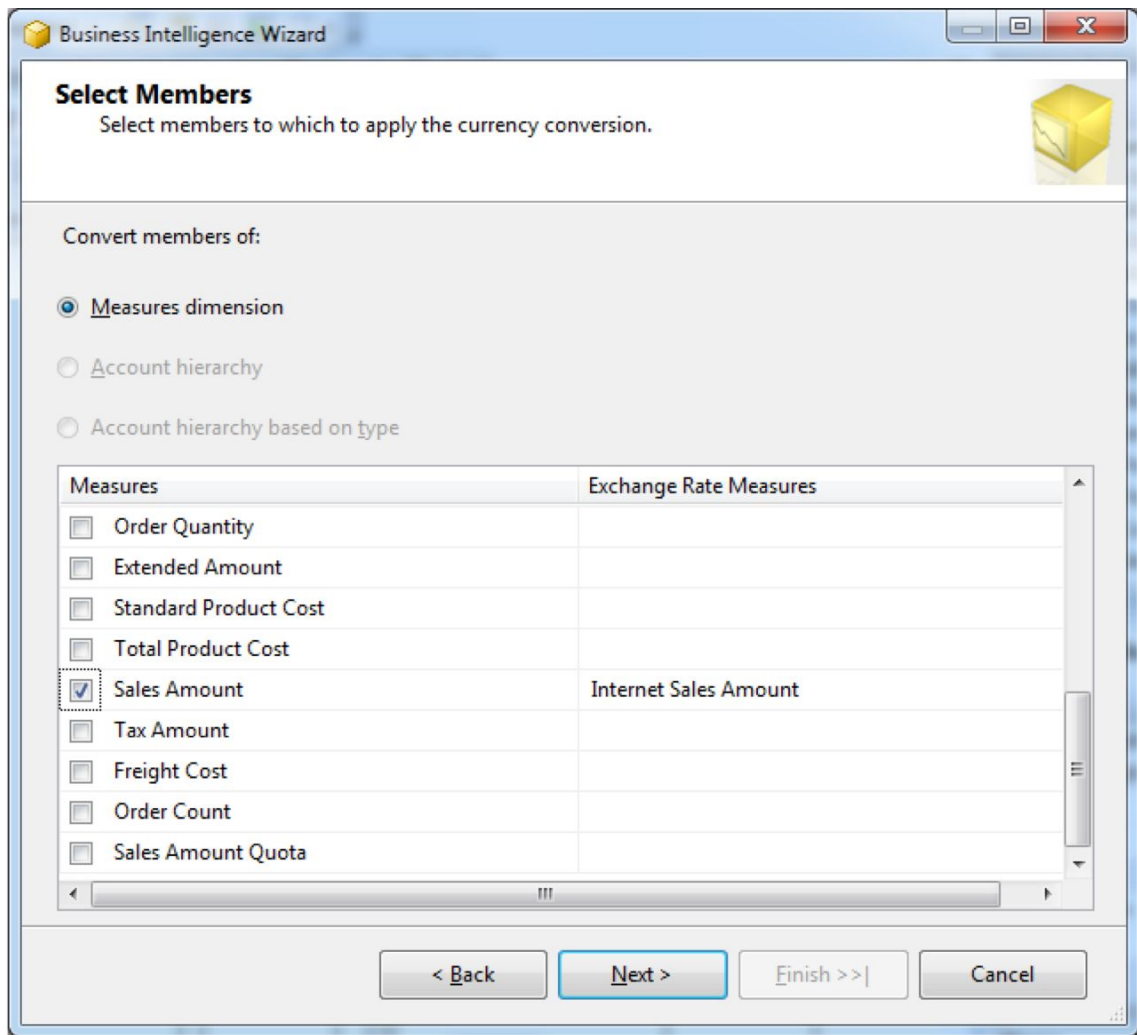 Business Intelligence Wizard
Select Members
Select members to which to apply the currency conversion.
Convert members of:
Measures dimension
Account hierarchy
Account hierarchy based on type
Measures Exchange Rate Measures
Order Quantity
Extended Amount
Standard Product Cost
Total Product Cost
Sales Amount Internet Sales Amount
Tax Amount
Freight Cost
Order Count
Sales Amount Quota
< Back Next > Finish >>| Cancel